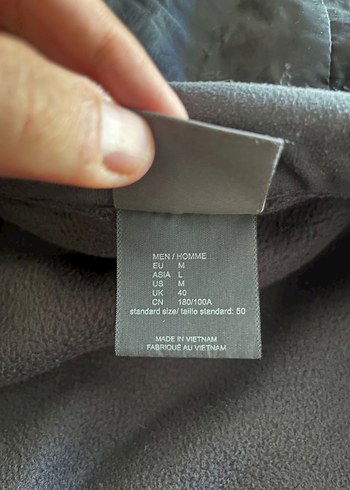 MEN / HOMME
EU M
ASIA L
US M
UK 40
CN 180/100A
standard size/ taille standard: 50
MADE IN VIETNAM
FABRIQUÉ AU VIETNAM